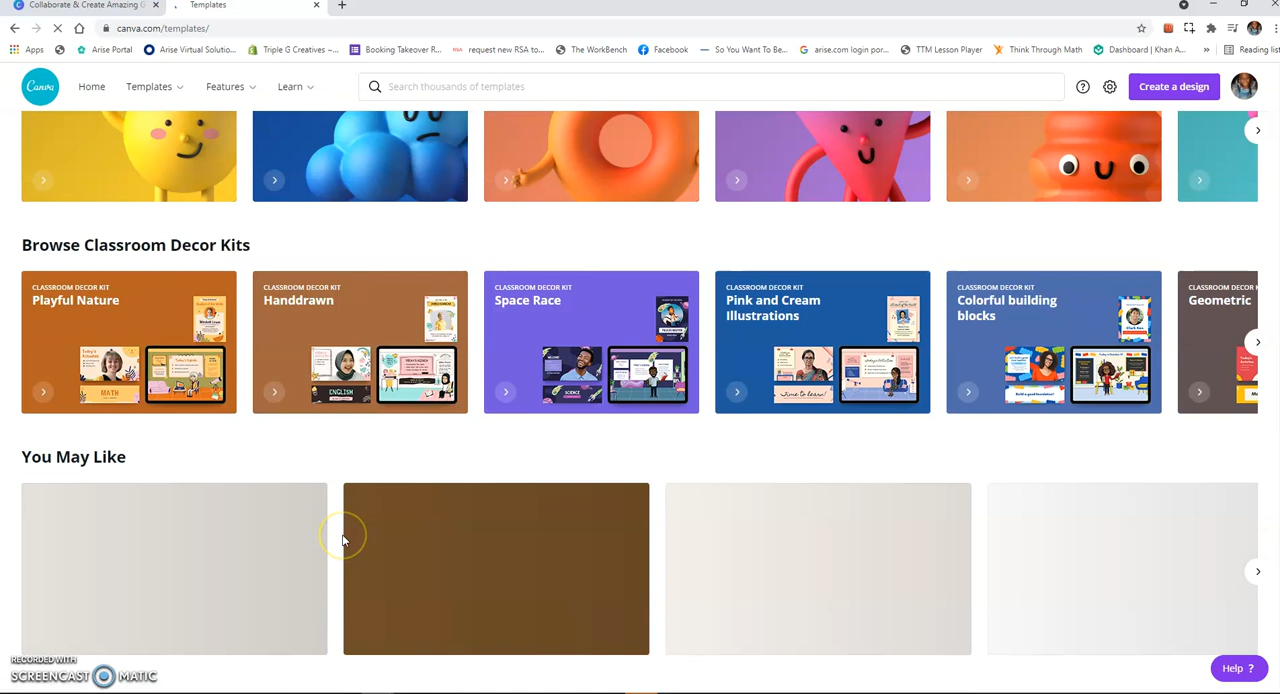 Collaborate & Create Amazing G
Templates
canva.com/templates/
Apps
Arise Portal
Arise Virtual Solutio...
Triple G Creatives ~...
Booking Takeover R...
request new RSA to...
The WorkBench
Facebook
So You Want To Be...
arise.com login por...
TTM Lesson Player
Think Through Math
Dashboard | Khan A...
»
Reading list
Canva
Home
Templates
Features
Learn
Search thousands of templates
Create a design
Browse Classroom Decor Kits
CLASSROOM DECOR KIT
Playful Nature
MATH
CLASSROOM DECOR KIT
Handdrawn
ENGLISH
CLASSROOM DECOR KIT
Space Race
SCIENCE
CLASSROOM DECOR KIT
Pink and Cream
Illustrations
Time to learn!
CLASSROOM DECOR KIT
Colorful building
blocks
Geometric
You May Like
RECORDED WITH
SCREENCAST MATIC
Help ?